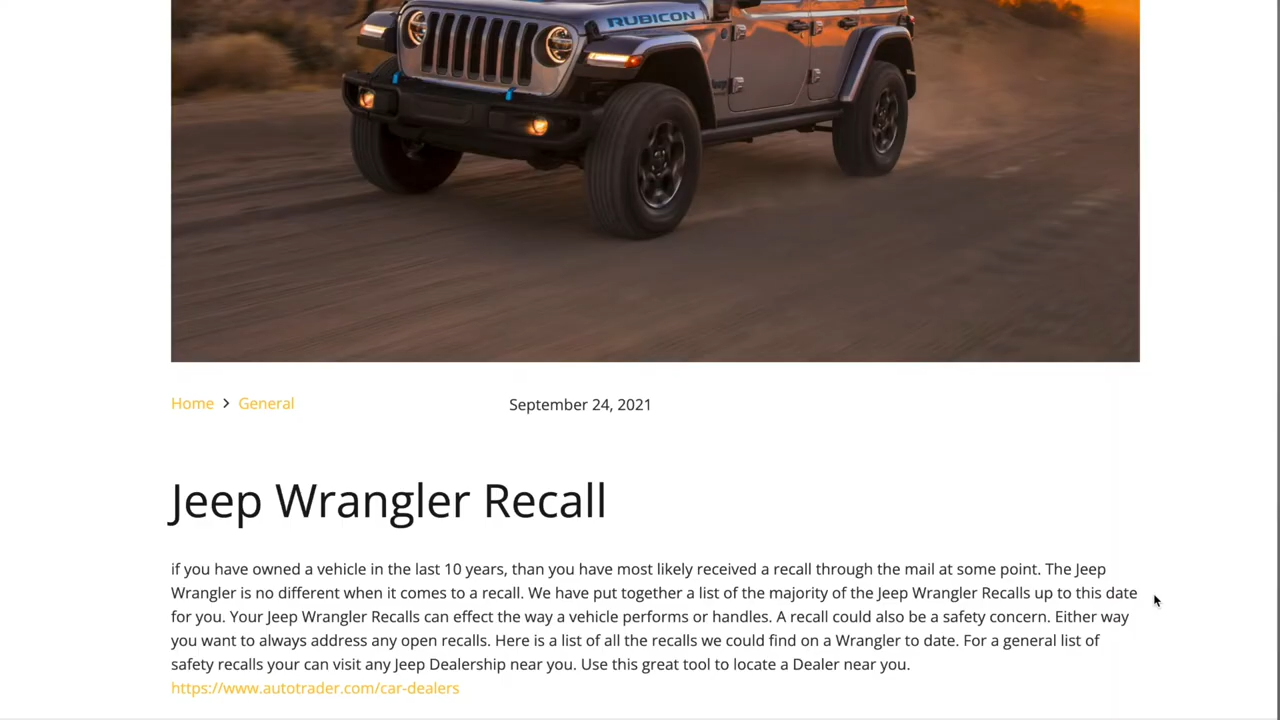 RUBICON
Home > General
September 24, 2021
Jeep Wrangler Recall
if you have owned a vehicle in the last 10 years, than you have most likely received a recall through the mail at some point. The Jeep
Wrangler is no different when it comes to a recall. We have put together a list of the majority of the Jeep Wrangler Recalls up to this date
for you. Your Jeep Wrangler Recalls can effect the way a vehicle performs or handles. A recall could also be a safety concern. Either way
you want to always address any open recalls. Here is a list of all the recalls we could find on a Wrangler to date. For a general list of
safety recalls your can visit any Jeep Dealership near you. Use this great tool to locate a Dealer near you.
https://www.autotrader.com/car-dealers